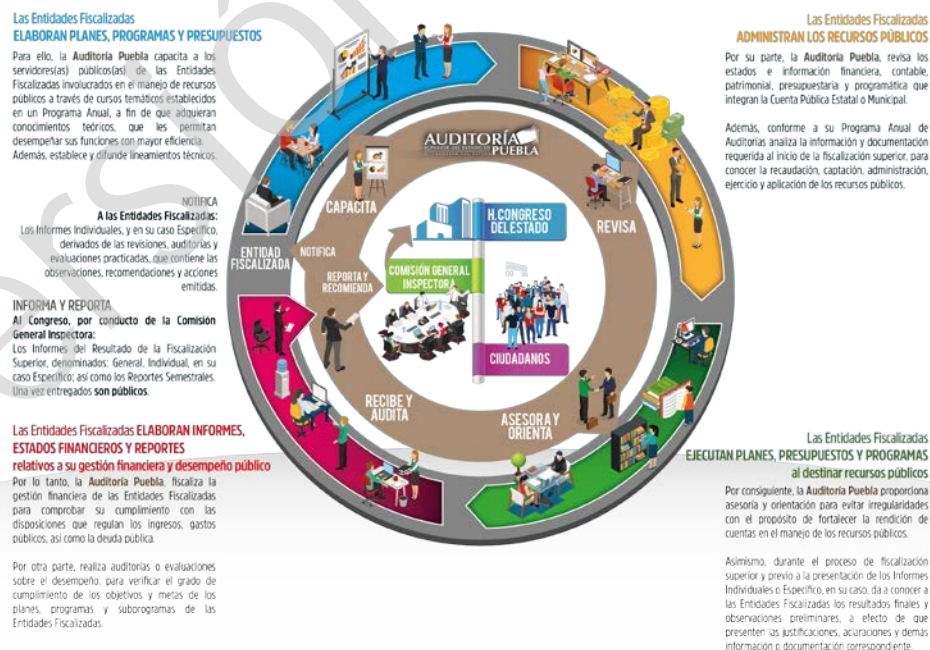 Las Entidades Fiscalizadas
ELABORAN PLANES, PROGRAMAS Y PRESUPUESTOS
Para ello, la Auditoría Puebla capacita a los
servidores(as) públicos(as) de las Entidades
Fiscalizadas involucrados en el manejo de recursos
públicos a través de cursos temáticos establecidos
en un Programa Anual, a fin de que adquieran
conocimientos teóricos, que les permitan
desempeñar sus funciones con mayor eficiencia.
Además, establece y difunde lineamientos técnicos.
NOTIFICA
A las Entidades Fiscalizadas:
Los Informes Individuales, y en su caso Específico,
derivados de las revisiones, auditorías y
evaluaciones practicadas, que contiene las
observaciones, recomendaciones y acciones
emitidas.
INFORMA Y REPORTA
Al Congreso, por conducto de la Comisión
General Inspectora:
Los Informes del Resultado de la Fiscalización
Superior, denominados: General, Individual, en su
caso Específico; así como los Reportes Semestrales.
Una vez entregados son públicos.
Las Entidades Fiscalizadas ELABORAN INFORMES,
ESTADOS FINANCIEROS Y REPORTES
relativos a su gestión financiera y desempeño público
Por lo tanto, la Auditoría Puebla, fiscaliza la
gestión financiera de las Entidades Fiscalizadas
para comprobar su cumplimiento con las
disposiciones que regulan los ingresos, gastos
públicos, así como la deuda pública.
Por otra parte, realiza auditorías o evaluaciones
sobre el desempeño, para verificar el grado de
cumplimiento de los objetivos y metas de los
planes, programas y subprogramas de las
Entidades Fiscalizadas.
AUDITORÍA
PUEBLA
CAPACITA
REVISA
ENTIDAD
FISCALIZADA
NOTIFICA
REPORTA Y
RECOMIENDA
H. CONGRESO
DEL ESTADO
COMISIÓN GENERAL
INSPECTORA
CIUDADANOS
RECIBE Y
AUDITA
ASESORA Y
ORIENTA
Las Entidades Fiscalizadas
ADMINISTRAN LOS RECURSOS PÚBLICOS
Por su parte, la Auditoría Puebla, revisa los
estados e información financiera, contable,
patrimonial, presupuestaria y programática que
integran la Cuenta Pública Estatal o Municipal.
Además, conforme a su Programa Anual de
Auditorías analiza la información y documentación
requerida al inicio de la fiscalización superior, para
conocer la recaudación, captación, administración,
ejercicio y aplicación de los recursos públicos.
Las Entidades Fiscalizadas
EJECUTAN PLANES, PRESUPUESTOS Y PROGRAMAS
al destinar recursos públicos
Por consiguiente, la Auditoría Puebla proporciona
asesoría y orientación para evitar irregularidades
con el propósito de fortalecer la rendición de
cuentas en el manejo de los recursos públicos.
Asimismo, durante el proceso de fiscalización
superior y previo a la presentación de los Informes
Individuales o Específico, en su caso, da a conocer a
las Entidades Fiscalizadas los resultados finales y
observaciones preliminares, a efecto de que
presenten las justificaciones, aclaraciones y demás
información o documentación correspondiente.